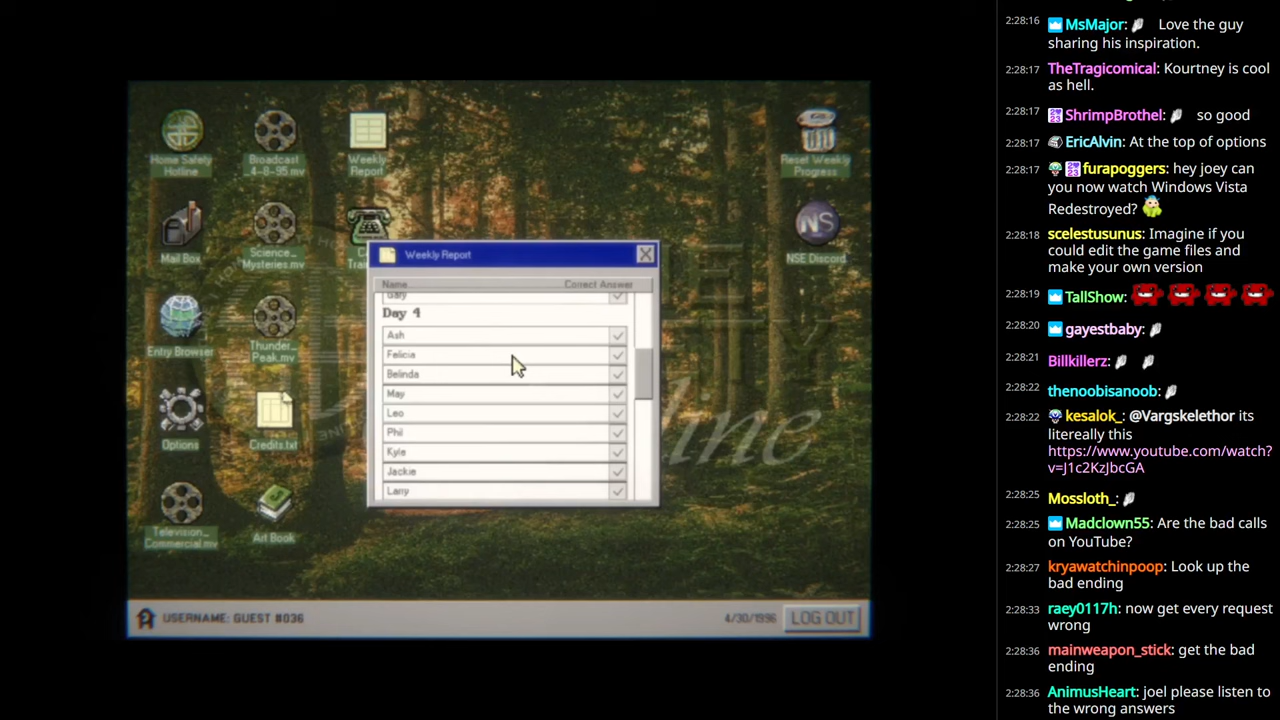 Home Safety
Hotline
Broadcast
_4-8-95.mv
Weekly
Report
Reset Weekly
Progress
Mail Box
Science_
Mysteries.mv
NSE Discord
Entry Browser
Thunder_
Peak.mv
Options
Credits.txt
Television_
Commercial.mv
Art Book
Weekly Report
Name
Correct Answer
Gary
Day 4
Ash
Felicia
Belinda
May
Leo
Phil
Kyle
Jackie
Larry
line
USERNAME: GUEST #036
4/30/1996
LOG OUT
2:28:16 MsMajor: Love the guy
sharing his inspiration.
2:28:17 TheTragicomical: Kourtney is cool
as hell.
2:28:17 ShrimpBrothel: so good
2:28:17 EricAlvin: At the top of options
2:28:17 furapoggers: hey joey can
you now watch Windows Vista
Redestroyed?
2:28:18 scelestusunus: Imagine if you
could edit the game files and
make your own version
2:28:19 TallShow:
2:28:20 gayestbaby:
2:28:21 Billkillerz:
2:28:22 thenoobisanoob:
2:28:22 kesalok_: @Vargskelethor its
litereally this
https://www.youtube.com/watch?
v=J1c2KzJbcGA
2:28:25 Mossloth_:
2:28:25 Madclown55: Are the bad calls
on YouTube?
2:28:27 kryawatchinpoop: Look up the
bad ending
2:28:33 raey0117h: now get every request
wrong
2:28:36 mainweapon_stick: get the bad
ending
2:28:36 AnimusHeart: joel please listen to
the wrong answers